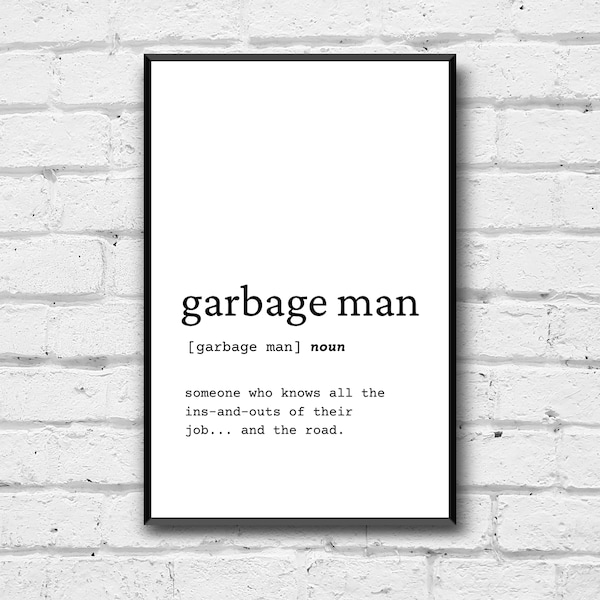 garbage man
[garbage man] noun
someone who knows all the
ins-and-outs of their
job... and the road.